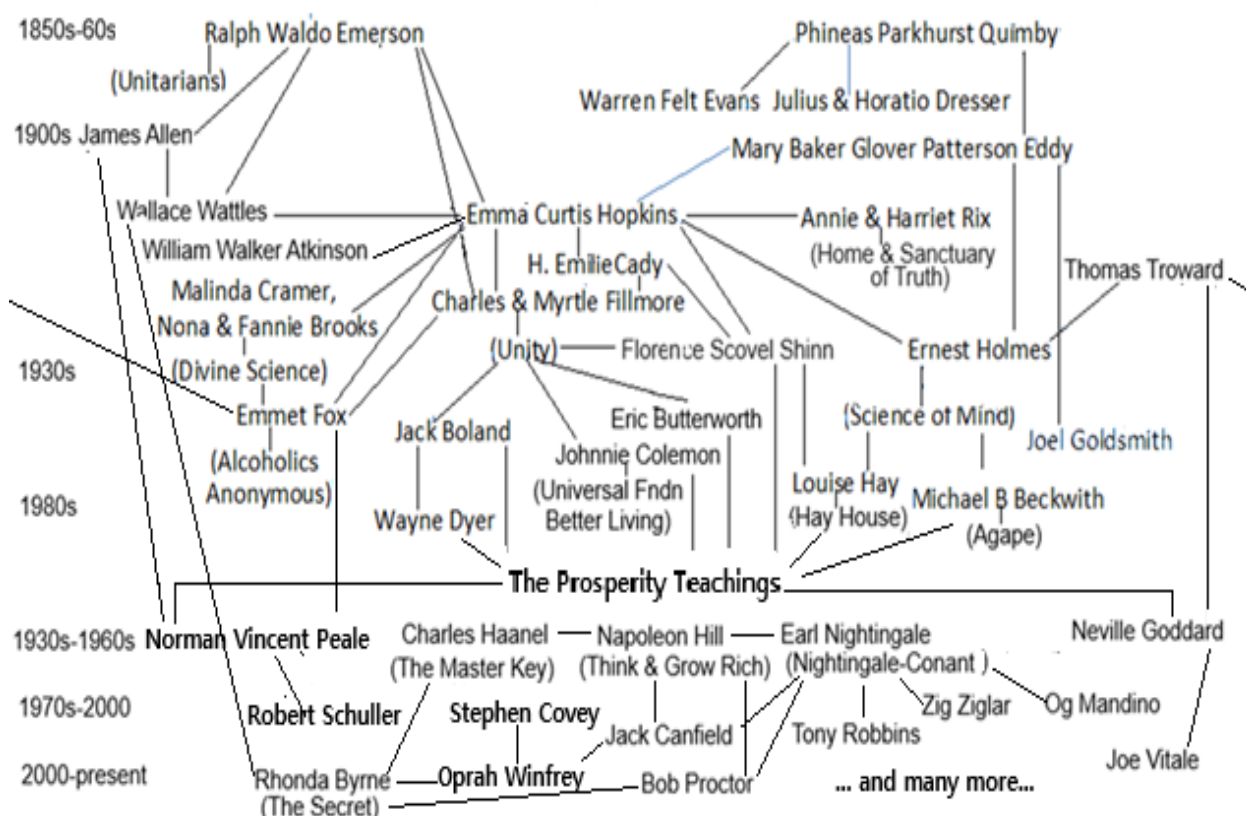 1850s-60s Ralph Waldo Emerson Phineas Parkhurst Quimby
(Unitarians)
Warren Felt Evans Julius & Horatio Dresser
1900s James Allen
Mary Baker Glover Patterson Eddy
Wallace Wattles Emma Curtis Hopkins Annie & Harriet Rix
William Walker Atkinson (Home & Sanctuary
of Truth)
H. Emilie Cady
Thomas Troward
Malinda Cramer,
Nona & Fannie Brooks
Charles & Myrtle Fillmore
(Unity) Florence Scovel Shinn Ernest Holmes
1930s (Divine Science)
Emmet Fox
Jack Boland
Eric Butterworth
(Science of Mind)
Joel Goldsmith
(Alcoholics
Anonymous)
Johnnie Colemon
(Universal Fndn
Better Living)
Louise Hay
(Hay House)
Michael B Beckwith
(Agape)
1980s
Wayne Dyer
The Prosperity Teachings
1930s-1960s Norman Vincent Peale
Charles Haanel
(The Master Key)
Napoleon Hill
(Think & Grow Rich)
Earl Nightingale
(Nightingale-Conant )
Neville Goddard
1970s-2000
Robert Schuller
Stephen Covey
Jack Canfield
Tony Robbins
Zig Ziglar
Og Mandino
Joe Vitale
2000-present
Rhonda Byrne
(The Secret)
Oprah Winfrey
Bob Proctor
... and many more...